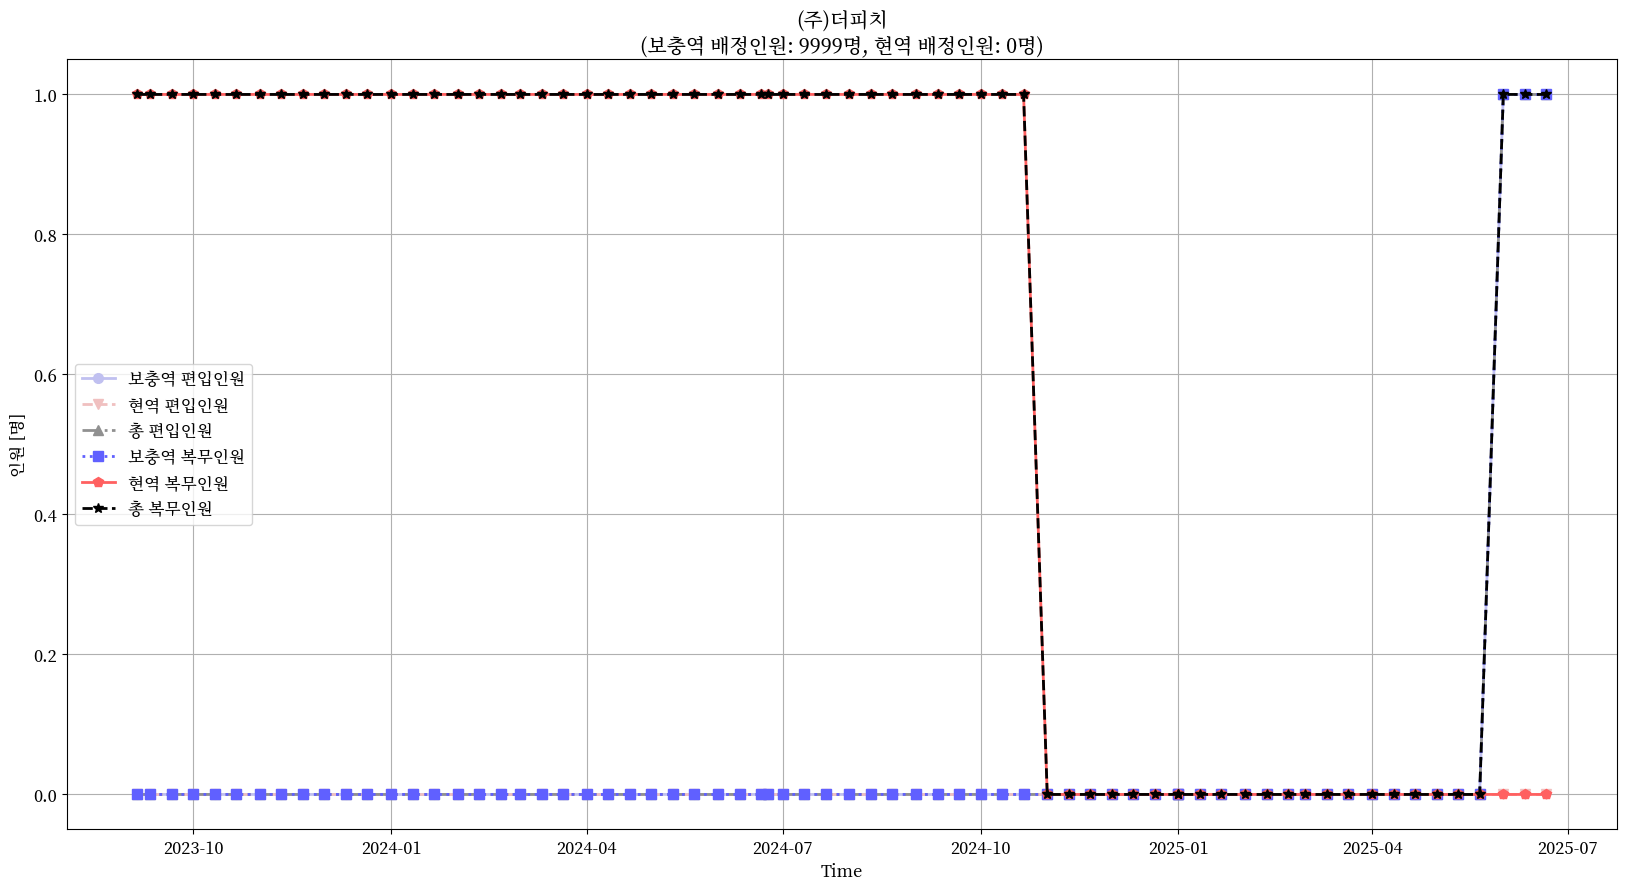 (주)더피치
(보충역 배정인원: 9999명, 현역 배정인원: 0명)
인원 [명]
1.0
0.8
0.6
0.4
0.2
0.0
보충역 편입인원
현역 편입인원
총 편입인원
보충역 복무인원
현역 복무인원
총 복무인원
2023-10 2024-01 2024-04 2024-07 2024-10 2025-01 2025-04 2025-07
Time